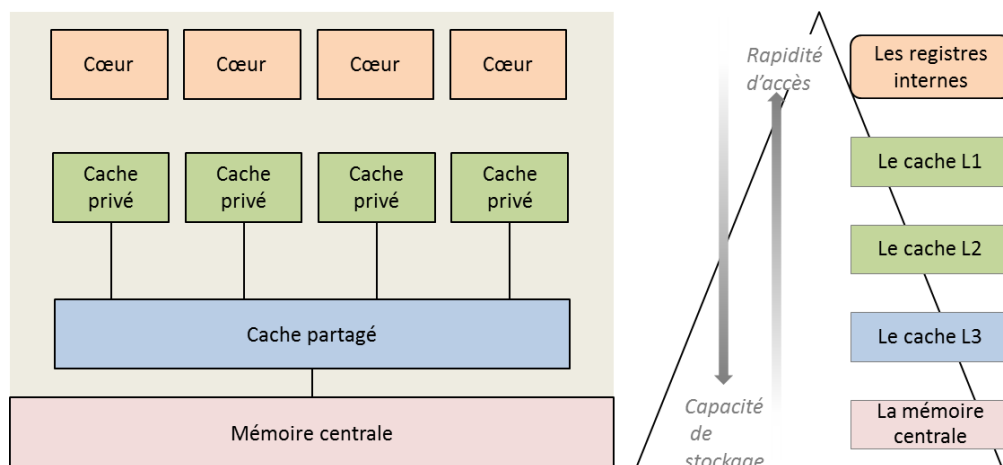 Cœur
Cœur
Cœur
Cœur
Cache
privé
Cache
privé
Cache
privé
Cache
privé
Cache partagé
Mémoire centrale
Rapidité
d’accès
Capacité
de
stockage
Les registres
internes
Le cache L1
Le cache L2
Le cache L3
La mémoire
centrale